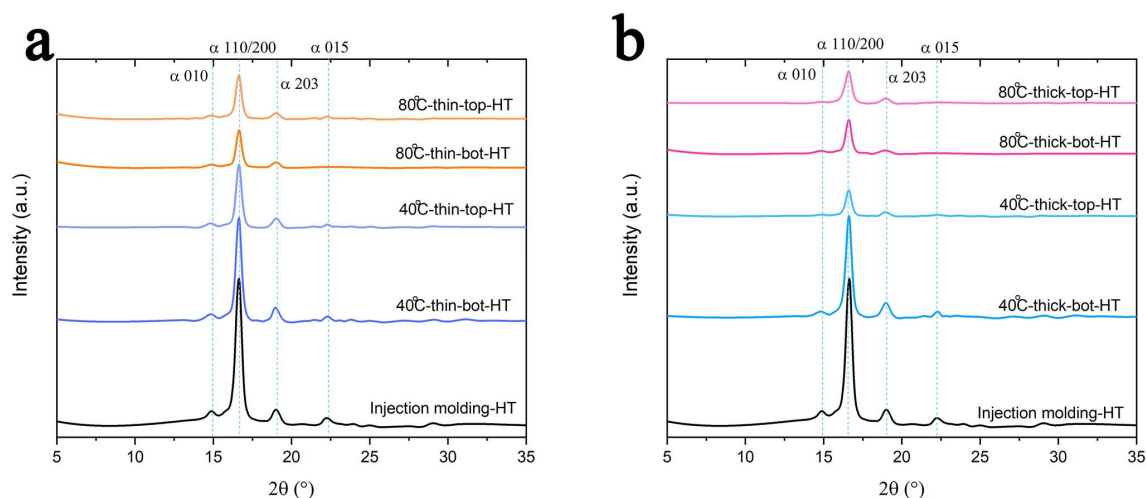 a
α 110/200
α 015
α 010
α 203
80℃-thin-top-HT
80℃-thin-bot-HT
40℃-thin-top-HT
40℃-thin-bot-HT
Injection molding-HT
Intensity (a.u.)
5 10 15 20 25 30 35
2θ (°)
b
α 110/200
α 015
α 010
α 203
80℃-thick-top-HT
80℃-thick-bot-HT
40℃-thick-top-HT
40℃-thick-bot-HT
Injection molding-HT
Intensity (a.u.)
5 10 15 20 25 30 35
2θ (°)